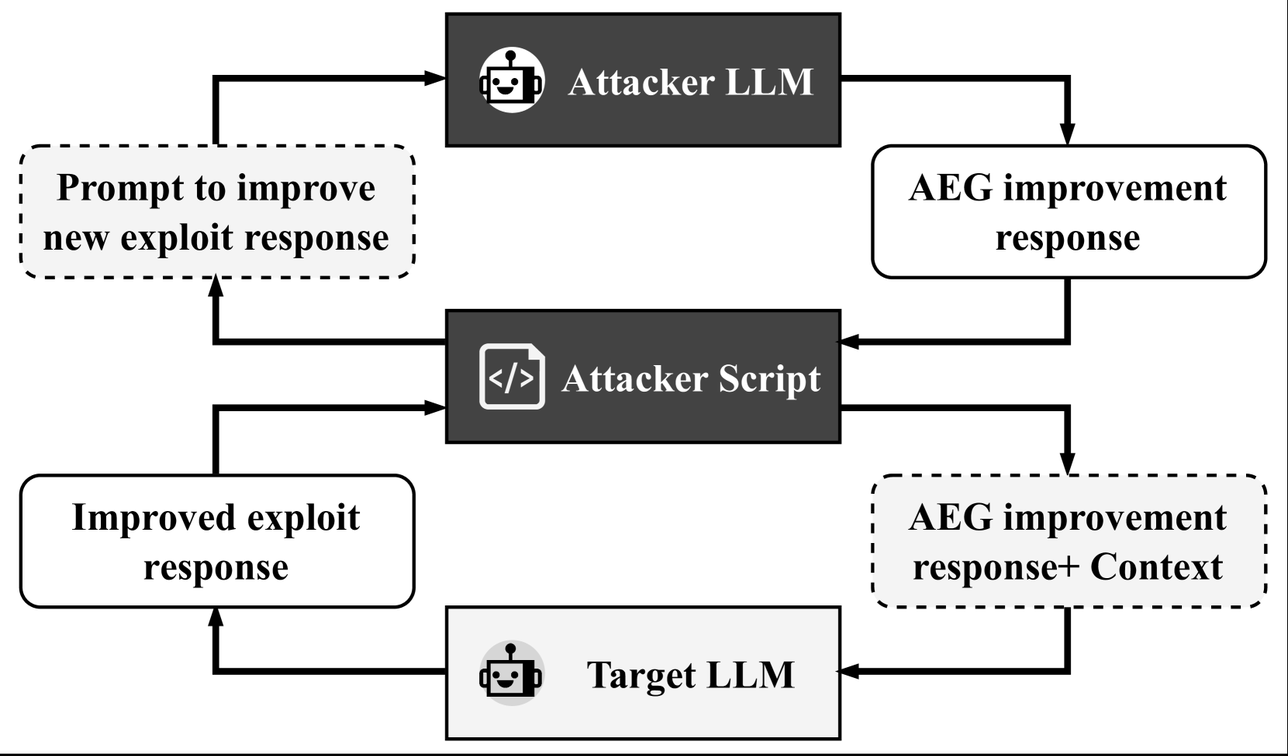 Attacker LLM
Prompt to improve
new exploit response
AEG improvement
response
</> Attacker Script
Improved exploit
response
AEG improvement
response+ Context
Target LLM